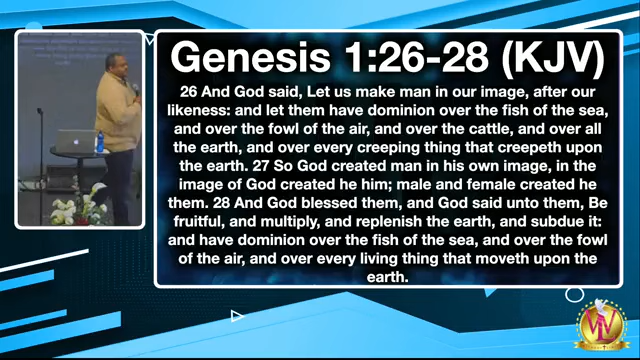 Genesis 1:26-28 (KJV)
26 And God said, Let us make man in our image, after our
likeness: and let them have dominion over the fish of the sea,
and over the fowl of the air, and over the cattle, and over all
the earth, and over every creeping thing that creepeth upon
the earth. 27 So God created man in his own image, in the
image of God created he him; male and female created he
them. 28 And God blessed them, and God said unto them, Be
fruitful, and multiply, and replenish the earth, and subdue it:
and have dominion over the fish of the sea, and over the fowl
of the air, and over every living thing that moveth upon the
earth.